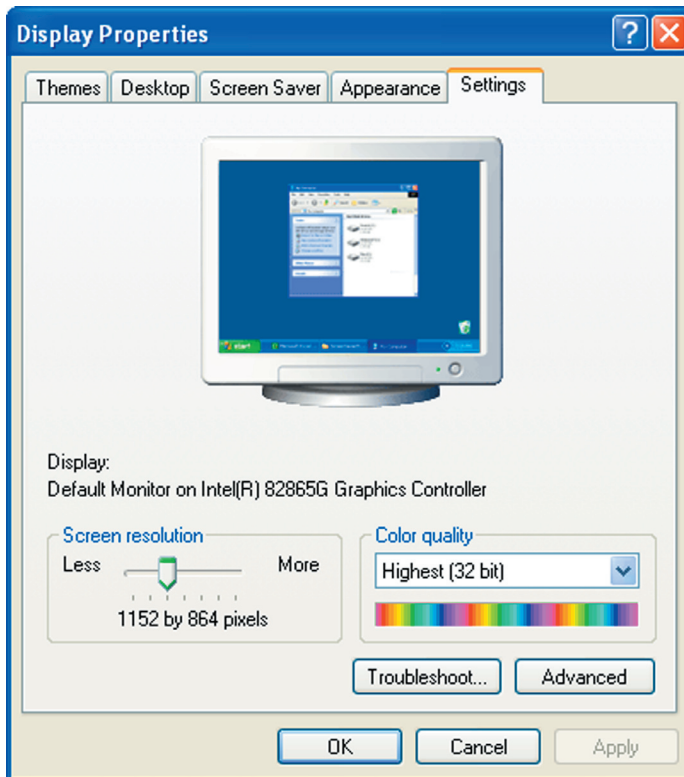 Display Properties
?
Themes Desktop Screen Saver Appearance Settings
start
Display:
Default Monitor on Intel(R) 82865G Graphics Controller
Screen resolution
Less More
1152 by 864 pixels
Color quality
Highest (32 bit)
Troubleshoot... Advanced
OK Cancel Apply